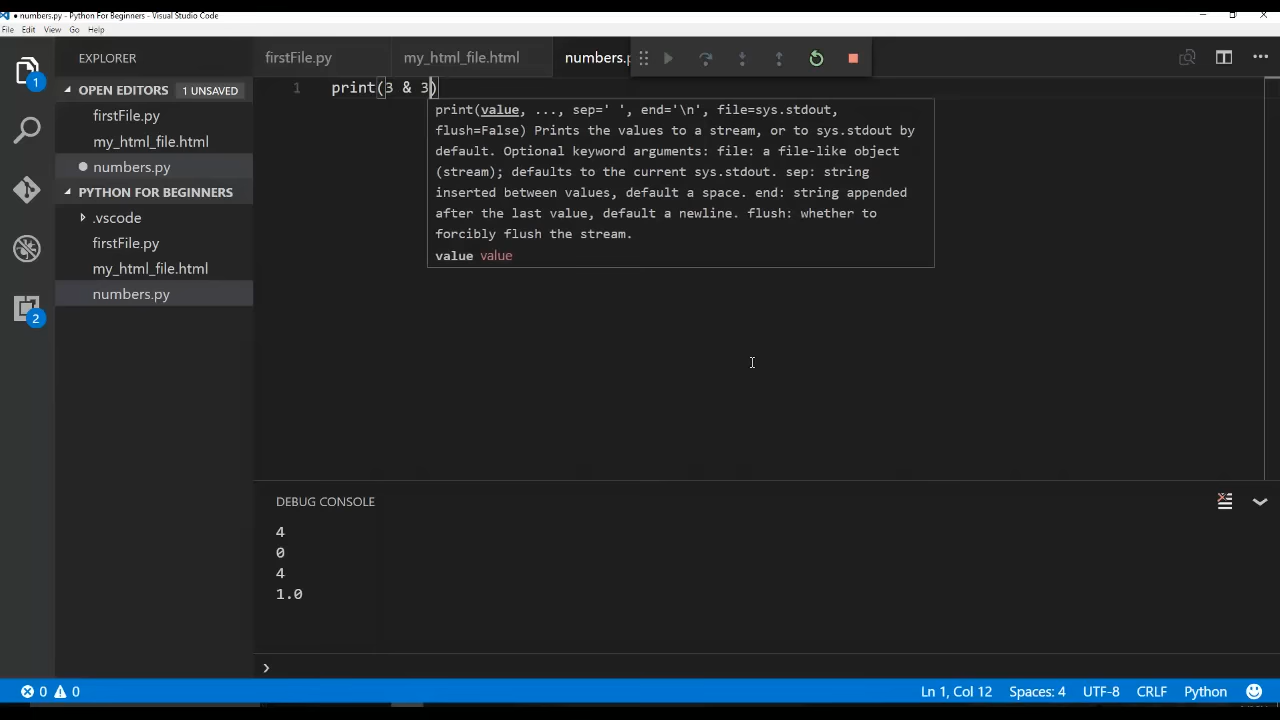 ● numbers.py - Python For Beginners - Visual Studio Code
File Edit View Go Help
EXPLORER
OPEN EDITORS 1 UNSAVED
firstFile.py
my_html_file.html
numbers.py
PYTHON FOR BEGINNERS
.vscode
firstFile.py
my_html_file.html
numbers.py
1
2
firstFile.py my_html_file.html numbers.
1 print(3 & 3)
print(value, ..., sep=' ', end='\n', file=sys.stdout,
flush=False) Prints the values to a stream, or to sys.stdout by
default. Optional keyword arguments: file: a file-like object
(stream); defaults to the current sys.stdout. sep: string
inserted between values, default a space. end: string appended
after the last value, default a newline. flush: whether to
forcibly flush the stream.
value value
DEBUG CONSOLE
4
0
4
1.0
0 0 Ln 1, Col 12 Spaces: 4 UTF-8 CRLF Python